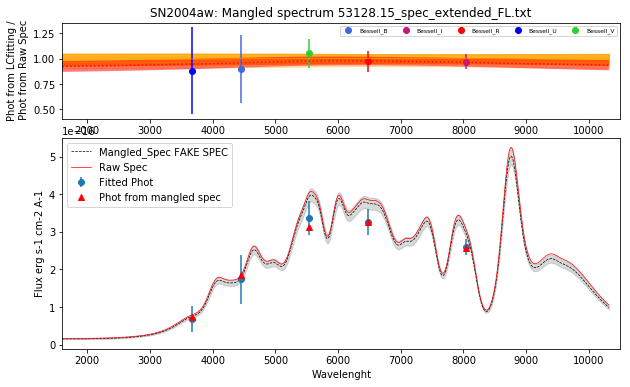 SN2004aw: Mangled spectrum 53128.15_spec_extended_FL.txt
Phot from LCfitting /
Phot from Raw Spec
1.25
1.00
0.75
0.50
Bessell_B
Bessell_I
Bessell_R
Bessell_U
Bessell_V
2000 3000 4000 5000 6000 7000 8000 9000 10000
1e−16
Flux erg s-1 cm-2 A-1
5
4
3
2
1
0
Mangled_Spec FAKE SPEC
Raw Spec
Fitted Phot
Phot from mangled spec
2000 3000 4000 5000 6000 7000 8000 9000 10000
Wavelenght